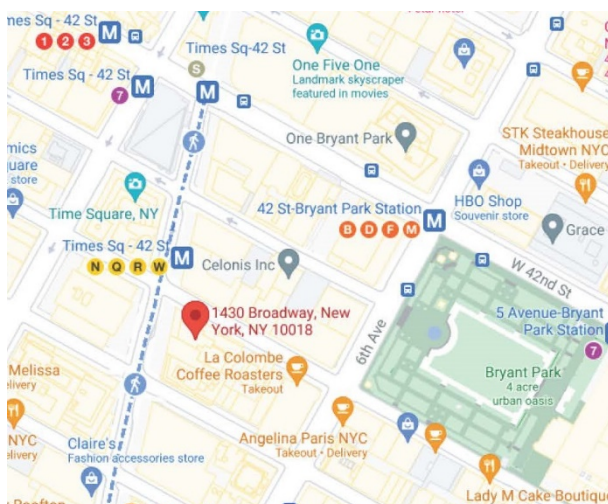 Times Sq - 42 St
1 2 3
M
Times Sq-42 St
S
M
Times Sq - 42 St
7
M
One Five One
Landmark skyscraper
featured in movies
One Bryant Park
STK Steakhouse
Midtown NYC
Takeout • Delivery
mics
quare
store
Time Square, NY
42 St-Bryant Park Station
B D F M
M
HBO Shop
Souvenir store
Grace
Times Sq - 42 St
N Q R W
M
Celonis Inc
W 42nd St
1430 Broadway, New
York, NY 10018
6th Ave
5 Avenue-Bryant
Park Station
7
La Colombe
Coffee Roasters
Takeout
Bryant Park
4 acre
urban oasis
Melissa
elivery
NYC
elivery
Angelina Paris NYC
Takeout • Delivery
Claire's
Fashion accessories store
Lady M Cake Boutique